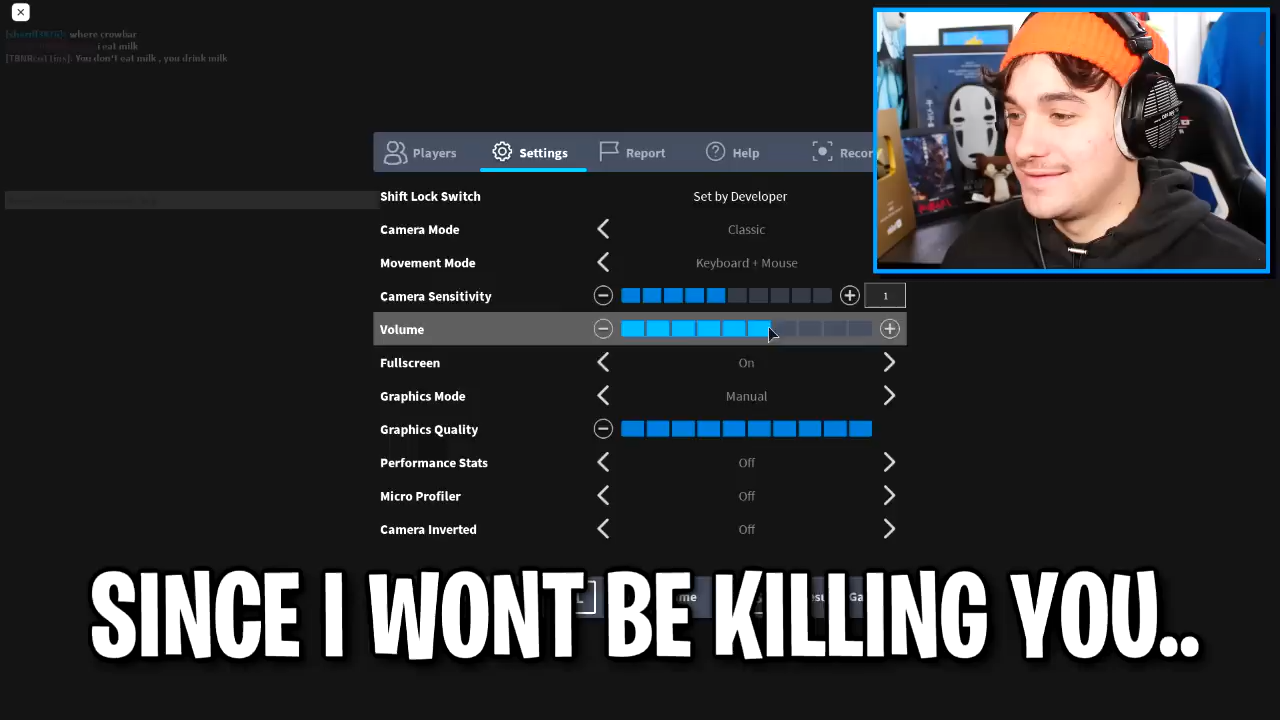 where crowbar
i eat milk
[TBNRcollins]: You don't eat milk , you drink milk
Players Settings Report Help Recor
Shift Lock Switch Set by Developer
Camera Mode Classic
Movement Mode Keyboard + Mouse
Camera Sensitivity 1
Volume
Fullscreen On
Graphics Mode Manual
Graphics Quality
Performance Stats Off
Micro Profiler Off
Camera Inverted Off
SINCE I WONT BE KILLING YOU..